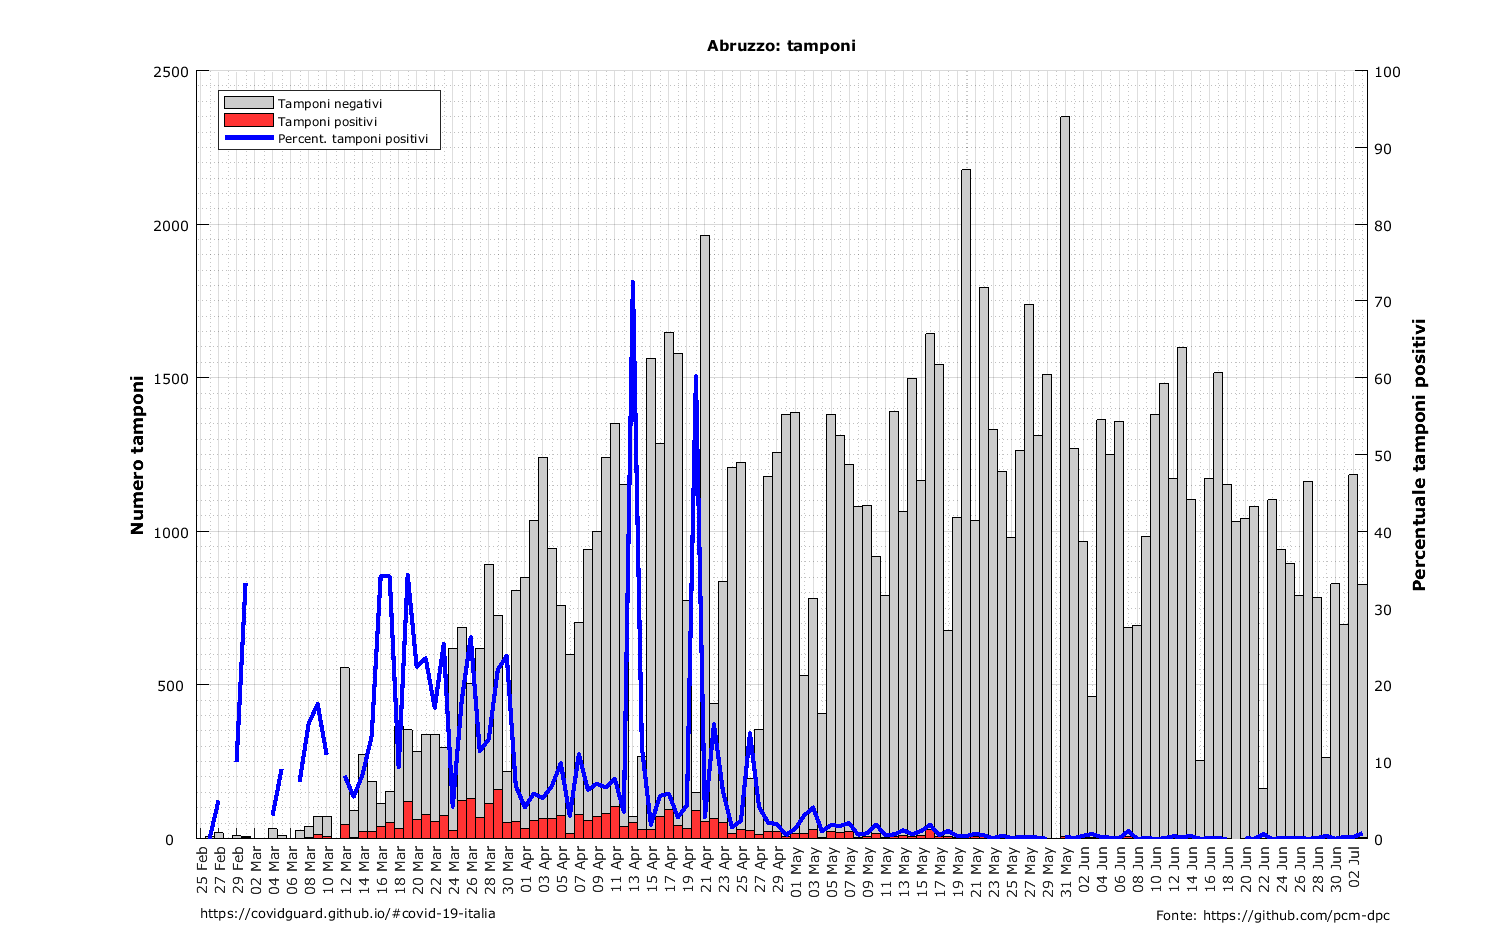 Abruzzo: tamponi
Tamponi negativi
Tamponi positivi
Percent. tamponi positivi
Numero tamponi
2500
2000
1500
1000
500
0
Percentuale tamponi positivi
100
90
80
70
60
50
40
30
20
10
0
25 Feb
27 Feb
29 Feb
02 Mar
04 Mar
06 Mar
08 Mar
10 Mar
12 Mar
14 Mar
16 Mar
18 Mar
20 Mar
22 Mar
24 Mar
26 Mar
28 Mar
30 Mar
01 Apr
03 Apr
05 Apr
07 Apr
09 Apr
11 Apr
13 Apr
15 Apr
17 Apr
19 Apr
21 Apr
23 Apr
25 Apr
27 Apr
29 Apr
01 May
03 May
05 May
07 May
09 May
11 May
13 May
15 May
17 May
19 May
21 May
23 May
25 May
27 May
29 May
31 May
02 Jun
04 Jun
06 Jun
08 Jun
10 Jun
12 Jun
14 Jun
16 Jun
18 Jun
20 Jun
22 Jun
24 Jun
26 Jun
28 Jun
30 Jun
02 Jul
https://covidguard.github.io/#covid-19-italia
Fonte: https://github.com/pcm-dpc